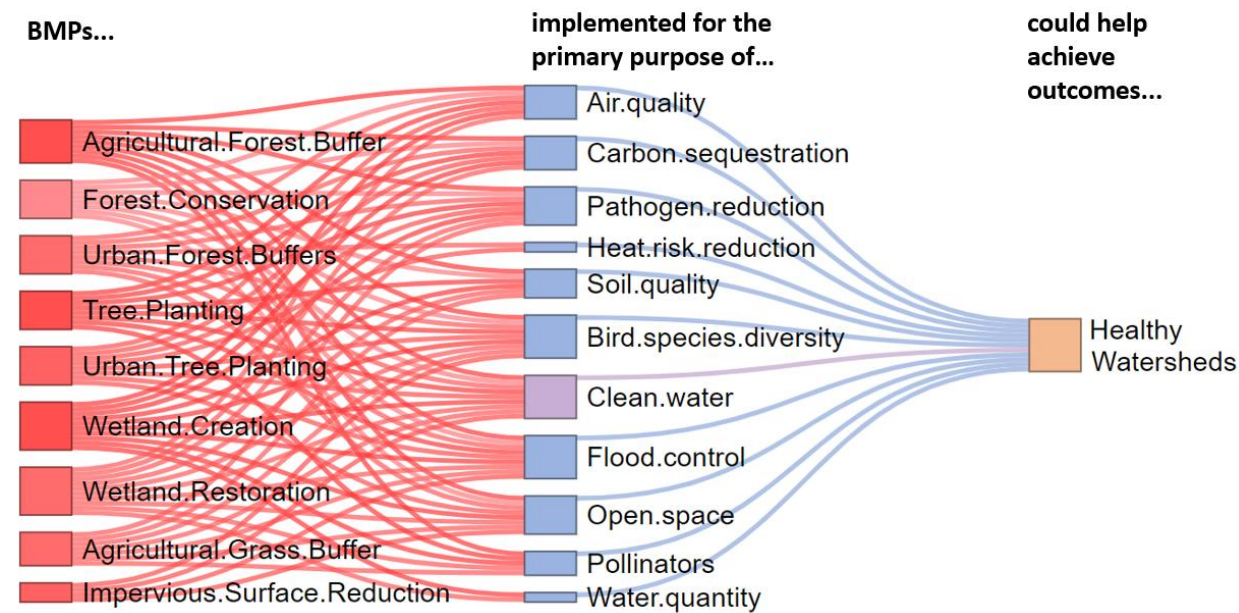 BMPs...
implemented for the
primary purpose of...
could help
achieve
outcomes...
Agricultural.Forest.Buffer
Forest.Conservation
Urban.Forest.Buffers
Tree.Planting
Urban.Tree.Planting
Wetland.Creation
Wetland.Restoration
Agricultural.Grass.Buffer
Impervious.Surface.Reduction
Air.quality
Carbon.sequestration
Pathogen.reduction
Heat.risk.reduction
Soil.quality
Bird.species.diversity
Clean.water
Flood.control
Open.space
Pollinators
Water.quantity
Healthy
Watersheds